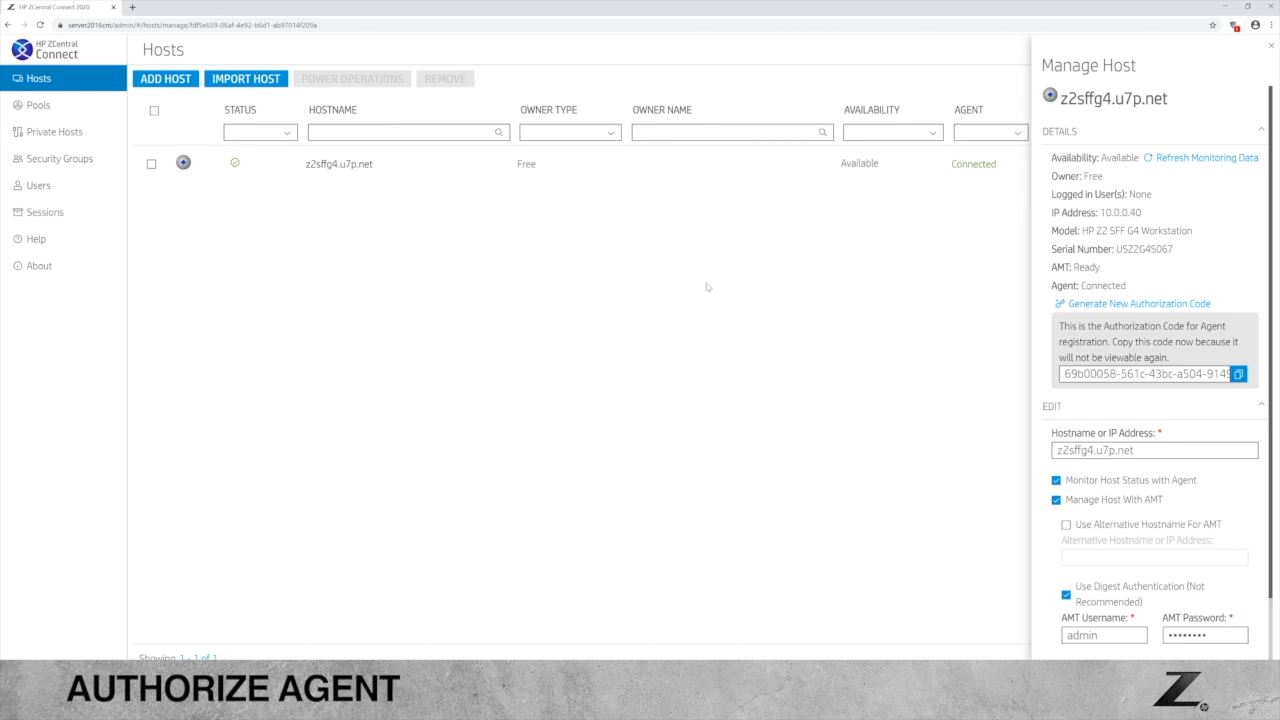 HP ZCentral Connect 2020
server2016cm/admin/#/hosts/manage/fdf5e659-06af-4e92-b6d1-ab97014f209a
HP ZCentral
Connect
Hosts
Pools
Private Hosts
Security Groups
Users
Sessions
Help
About
Hosts
ADD HOST
IMPORT HOST
POWER OPERATIONS
REMOVE
STATUS HOSTNAME OWNER TYPE OWNER NAME AVAILABILITY AGENT
z2sffg4.u7p.net Free Available Connected
Showing 1 - 1 of 1
Manage Host
z2sffg4.u7p.net
DETAILS
Availability: Available Refresh Monitoring Data
Owner: Free
Logged in User(s): None
IP Address: 10.0.0.40
Model: HP Z2 SFF G4 Workstation
Serial Number: USZ2G4S067
AMT: Ready
Agent: Connected
Generate New Authorization Code
This is the Authorization Code for Agent
registration. Copy this code now because it
will not be viewable again.
69b00058-561c-43bc-a504-9149
EDIT
Hostname or IP Address: *
z2sffg4.u7p.net
Monitor Host Status with Agent
Manage Host With AMT
Use Alternative Hostname For AMT
Alternative Hostname or IP Address:
Use Digest Authentication (Not
Recommended)
AMT Username: * AMT Password: *
admin ••••••••
AUTHORIZE AGENT